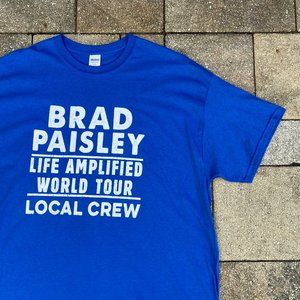 BRAD
PAISLEY
LIFE AMPLIFIED
WORLD TOUR
LOCAL CREW